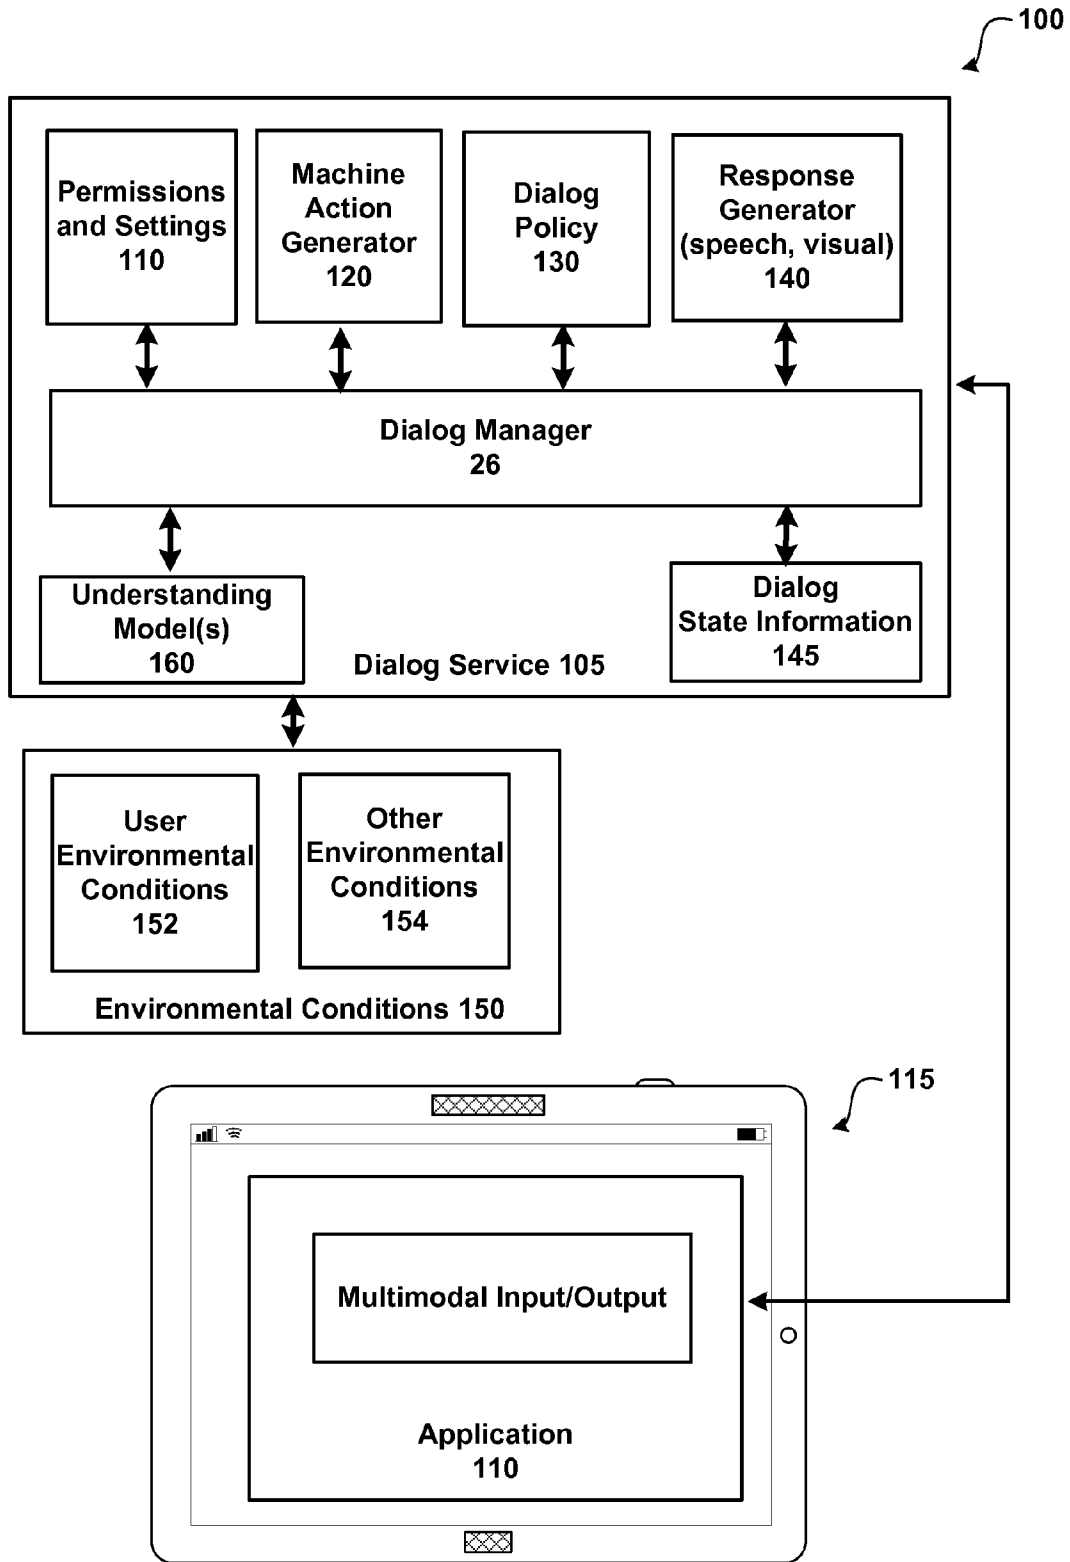 100
Permissions
and Settings
110
Machine
Action
Generator
120
Dialog
Policy
130
Response
Generator
(speech, visual)
140
Dialog Manager
26
Understanding
Model(s)
160
Dialog
State Information
145
Dialog Service 105
User
Environmental
Conditions
152
Other
Environmental
Conditions
154
Environmental Conditions 150
115
Multimodal Input/Output
Application
110